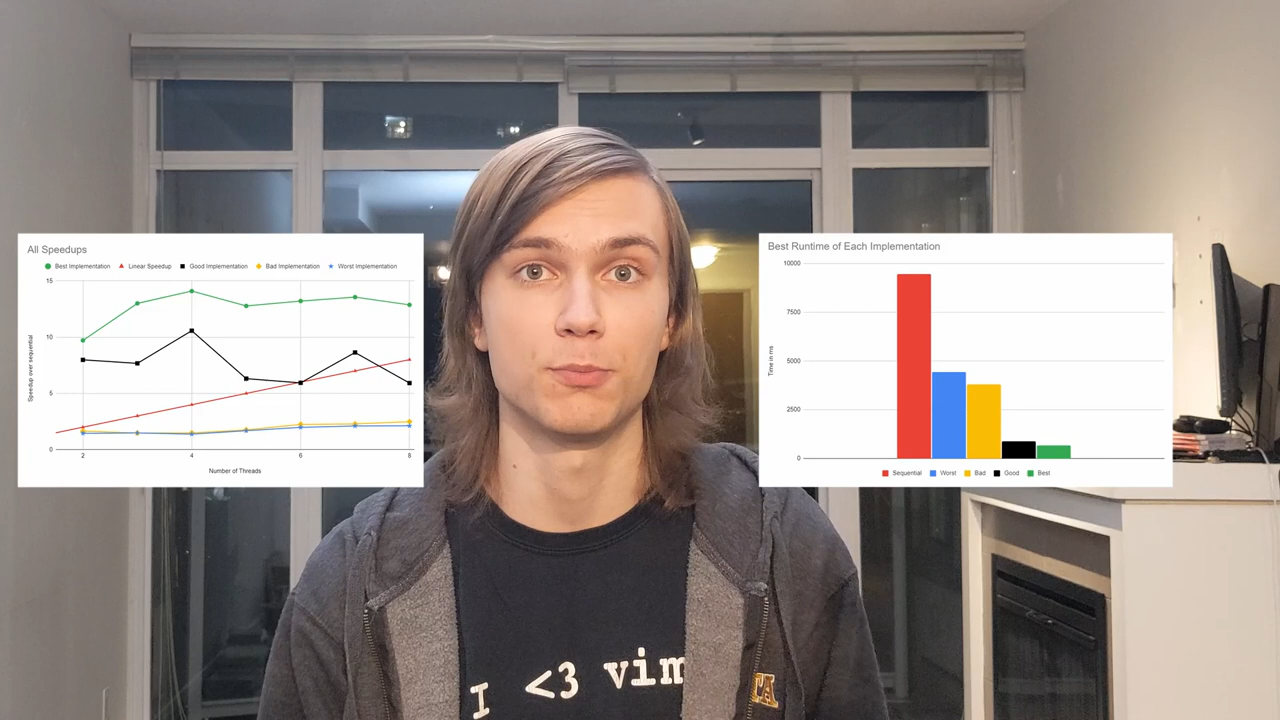 All Speedups
Best Implementation Linear Speedup Good Implementation Bad Implementation Worst Implementation
15
10
5
0
Speedup over sequential
2 4 6 8
Number of Threads
Best Runtime of Each Implementation
10000
7500
5000
2500
0
Time in ms
Sequential Worst Bad Good Best
I <3 vim